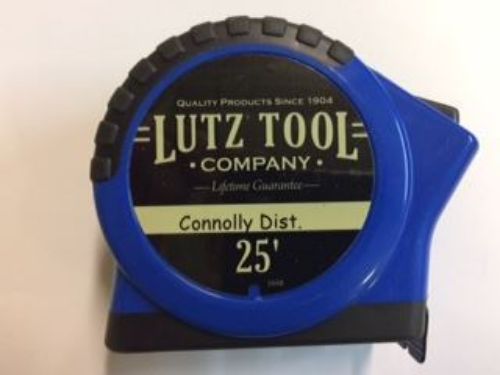 QUALITY PRODUCTS SINCE 1904
LUTZ TOOL
• COMPANY •
Lifetime Guarantee
Connolly Dist.
25'